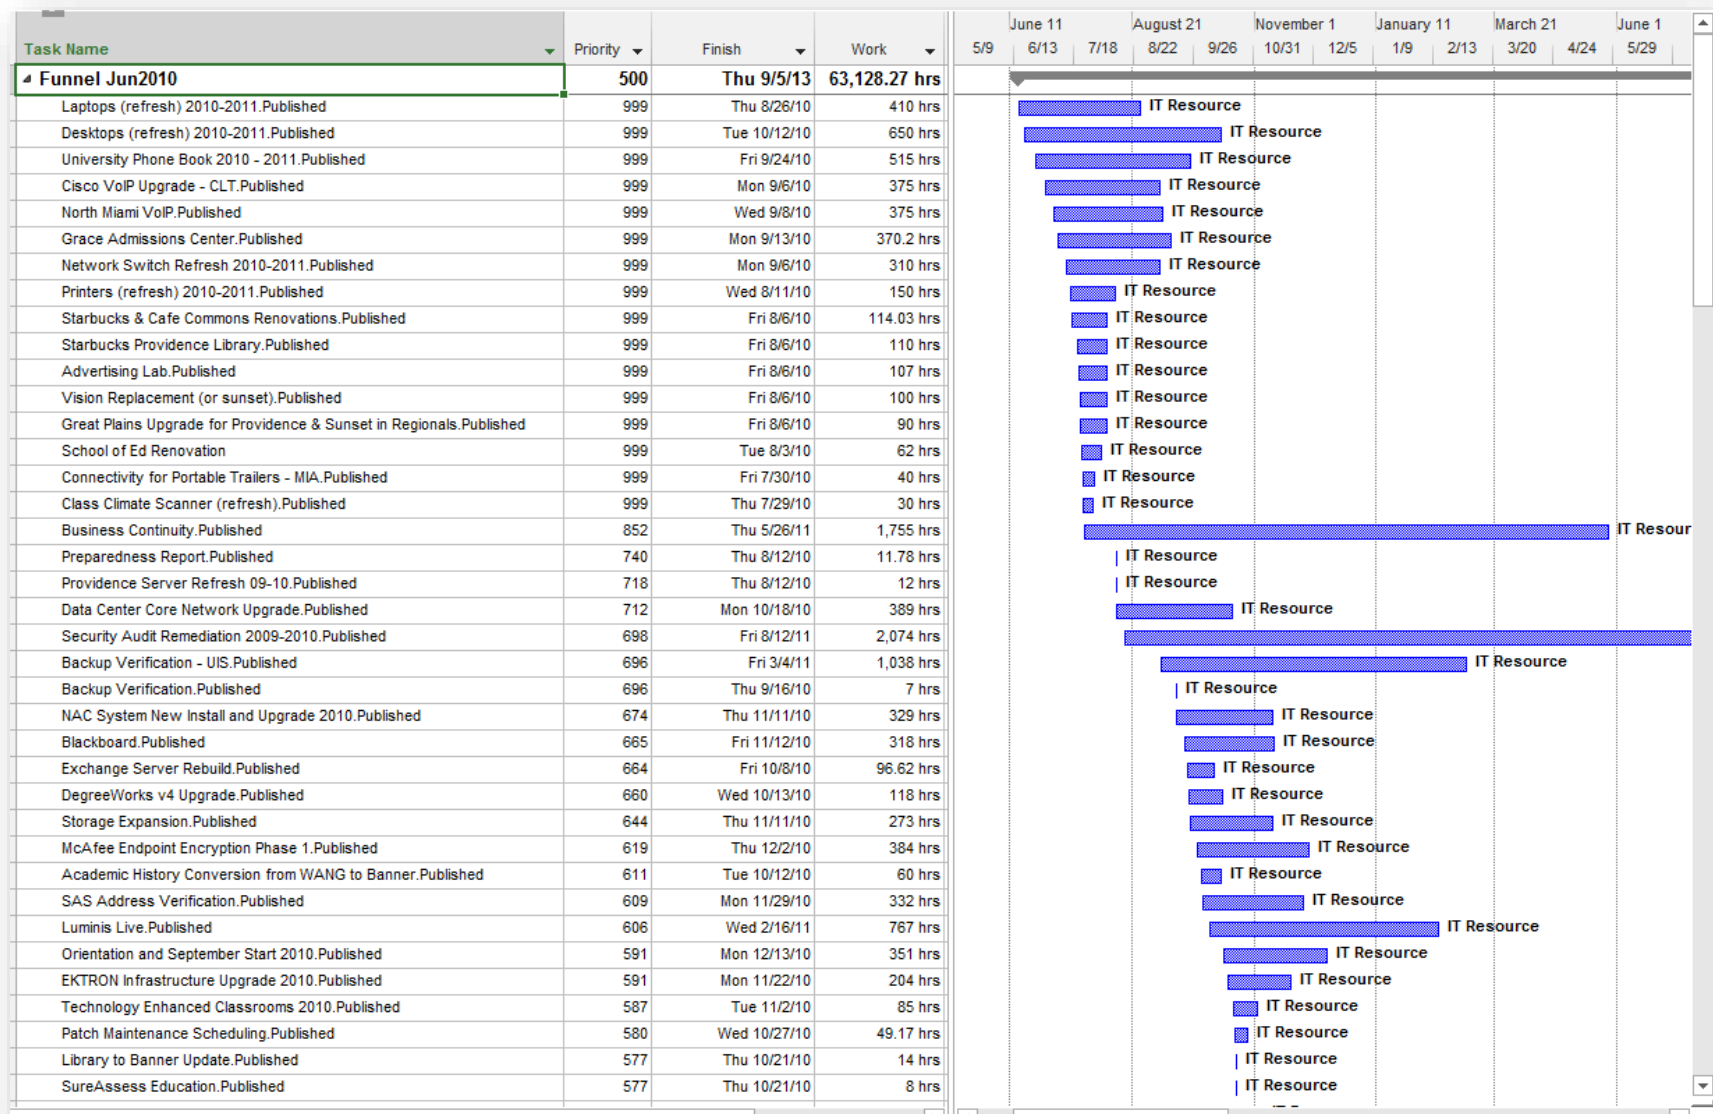 June 11 August 21 November 1 January 11 March 21 June 1
Task Name Priority Finish Work 5/9 6/13 7/18 8/22 9/26 10/31 12/5 1/9 2/13 3/20 4/24 5/29
Funnel Jun2010 500 Thu 9/5/13 63,128.27 hrs
Laptops (refresh) 2010-2011.Published 999 Thu 8/26/10 410 hrs IT Resource
Desktops (refresh) 2010-2011.Published 999 Tue 10/12/10 650 hrs IT Resource
University Phone Book 2010 - 2011.Published 999 Fri 9/24/10 515 hrs IT Resource
Cisco VoIP Upgrade - CLT.Published 999 Mon 9/6/10 375 hrs IT Resource
North Miami VoIP.Published 999 Wed 9/8/10 375 hrs IT Resource
Grace Admissions Center.Published 999 Mon 9/13/10 370.2 hrs IT Resource
Network Switch Refresh 2010-2011.Published 999 Mon 9/6/10 310 hrs IT Resource
Printers (refresh) 2010-2011.Published 999 Wed 8/11/10 150 hrs IT Resource
Starbucks & Cafe Commons Renovations.Published 999 Fri 8/6/10 114.03 hrs IT Resource
Starbucks Providence Library.Published 999 Fri 8/6/10 110 hrs IT Resource
Advertising Lab.Published 999 Fri 8/6/10 107 hrs IT Resource
Vision Replacement (or sunset).Published 999 Fri 8/6/10 100 hrs IT Resource
Great Plains Upgrade for Providence & Sunset in Regionals.Published 999 Fri 8/6/10 90 hrs IT Resource
School of Ed Renovation 999 Tue 8/3/10 62 hrs IT Resource
Connectivity for Portable Trailers - MIA.Published 999 Fri 7/30/10 40 hrs IT Resource
Class Climate Scanner (refresh).Published 999 Thu 7/29/10 30 hrs IT Resource
Business Continuity.Published 852 Thu 5/26/11 1,755 hrs IT Resour
Preparedness Report.Published 740 Thu 8/12/10 11.78 hrs IT Resource
Providence Server Refresh 09-10.Published 718 Thu 8/12/10 12 hrs IT Resource
Data Center Core Network Upgrade.Published 712 Mon 10/18/10 389 hrs IT Resource
Security Audit Remediation 2009-2010.Published 698 Fri 8/12/11 2,074 hrs
Backup Verification - UIS.Published 696 Fri 3/4/11 1,038 hrs IT Resource
Backup Verification.Published 696 Thu 9/16/10 7 hrs IT Resource
NAC System New Install and Upgrade 2010.Published 674 Thu 11/11/10 329 hrs IT Resource
Blackboard.Published 665 Fri 11/12/10 318 hrs IT Resource
Exchange Server Rebuild.Published 664 Fri 10/8/10 96.62 hrs IT Resource
DegreeWorks v4 Upgrade.Published 660 Wed 10/13/10 118 hrs IT Resource
Storage Expansion.Published 644 Thu 11/11/10 273 hrs IT Resource
McAfee Endpoint Encryption Phase 1.Published 619 Thu 12/2/10 384 hrs IT Resource
Academic History Conversion from WANG to Banner.Published 611 Tue 10/12/10 60 hrs IT Resource
SAS Address Verification.Published 609 Mon 11/29/10 332 hrs IT Resource
Luminis Live.Published 606 Wed 2/16/11 767 hrs IT Resource
Orientation and September Start 2010.Published 591 Mon 12/13/10 351 hrs IT Resource
EKTRON Infrastructure Upgrade 2010.Published 591 Mon 11/22/10 204 hrs IT Resource
Technology Enhanced Classrooms 2010.Published 587 Tue 11/2/10 85 hrs IT Resource
Patch Maintenance Scheduling.Published 580 Wed 10/27/10 49.17 hrs IT Resource
Library to Banner Update.Published 577 Thu 10/21/10 14 hrs IT Resource
SureAssess Education.Published 577 Thu 10/21/10 8 hrs IT Resource